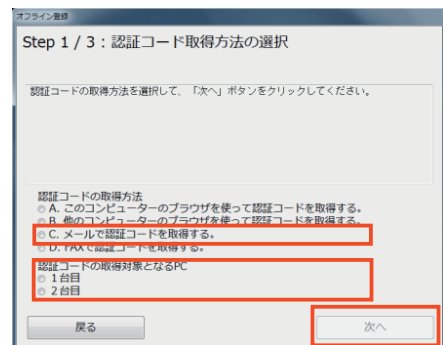 オフライン登録
Step 1 / 3：認証コード取得方法の選択
認証コードの取得方法を選択して、「次へ」ボタンをクリックしてください。
認証コードの取得方法
A. このコンピューターのブラウザを使って認証コードを取得する。
B. 他のコンピューターのブラウザを使って認証コードを取得する。
C. メールで認証コードを取得する。
D. FAXで認証コードを取得する。
認証コードの取得対象となるPC
1台目
2台目
戻る
次へ